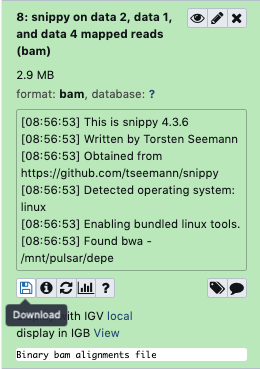 8: snippy on data 2, data 1,
and data 4 mapped reads
(bam)
2.9 MB
format: bam, database: ?
[08:56:53] This is snippy 4.3.6
[08:56:53] Written by Torsten Seemann
[08:56:53] Obtained from
https://github.com/tseemann/snippy
[08:56:53] Detected operating system:
linux
[08:56:53] Enabling bundled linux tools.
[08:56:53] Found bwa -
/mnt/pulsar/depe
Download
with IGV local
display in IGB View
Binary bam alignments file